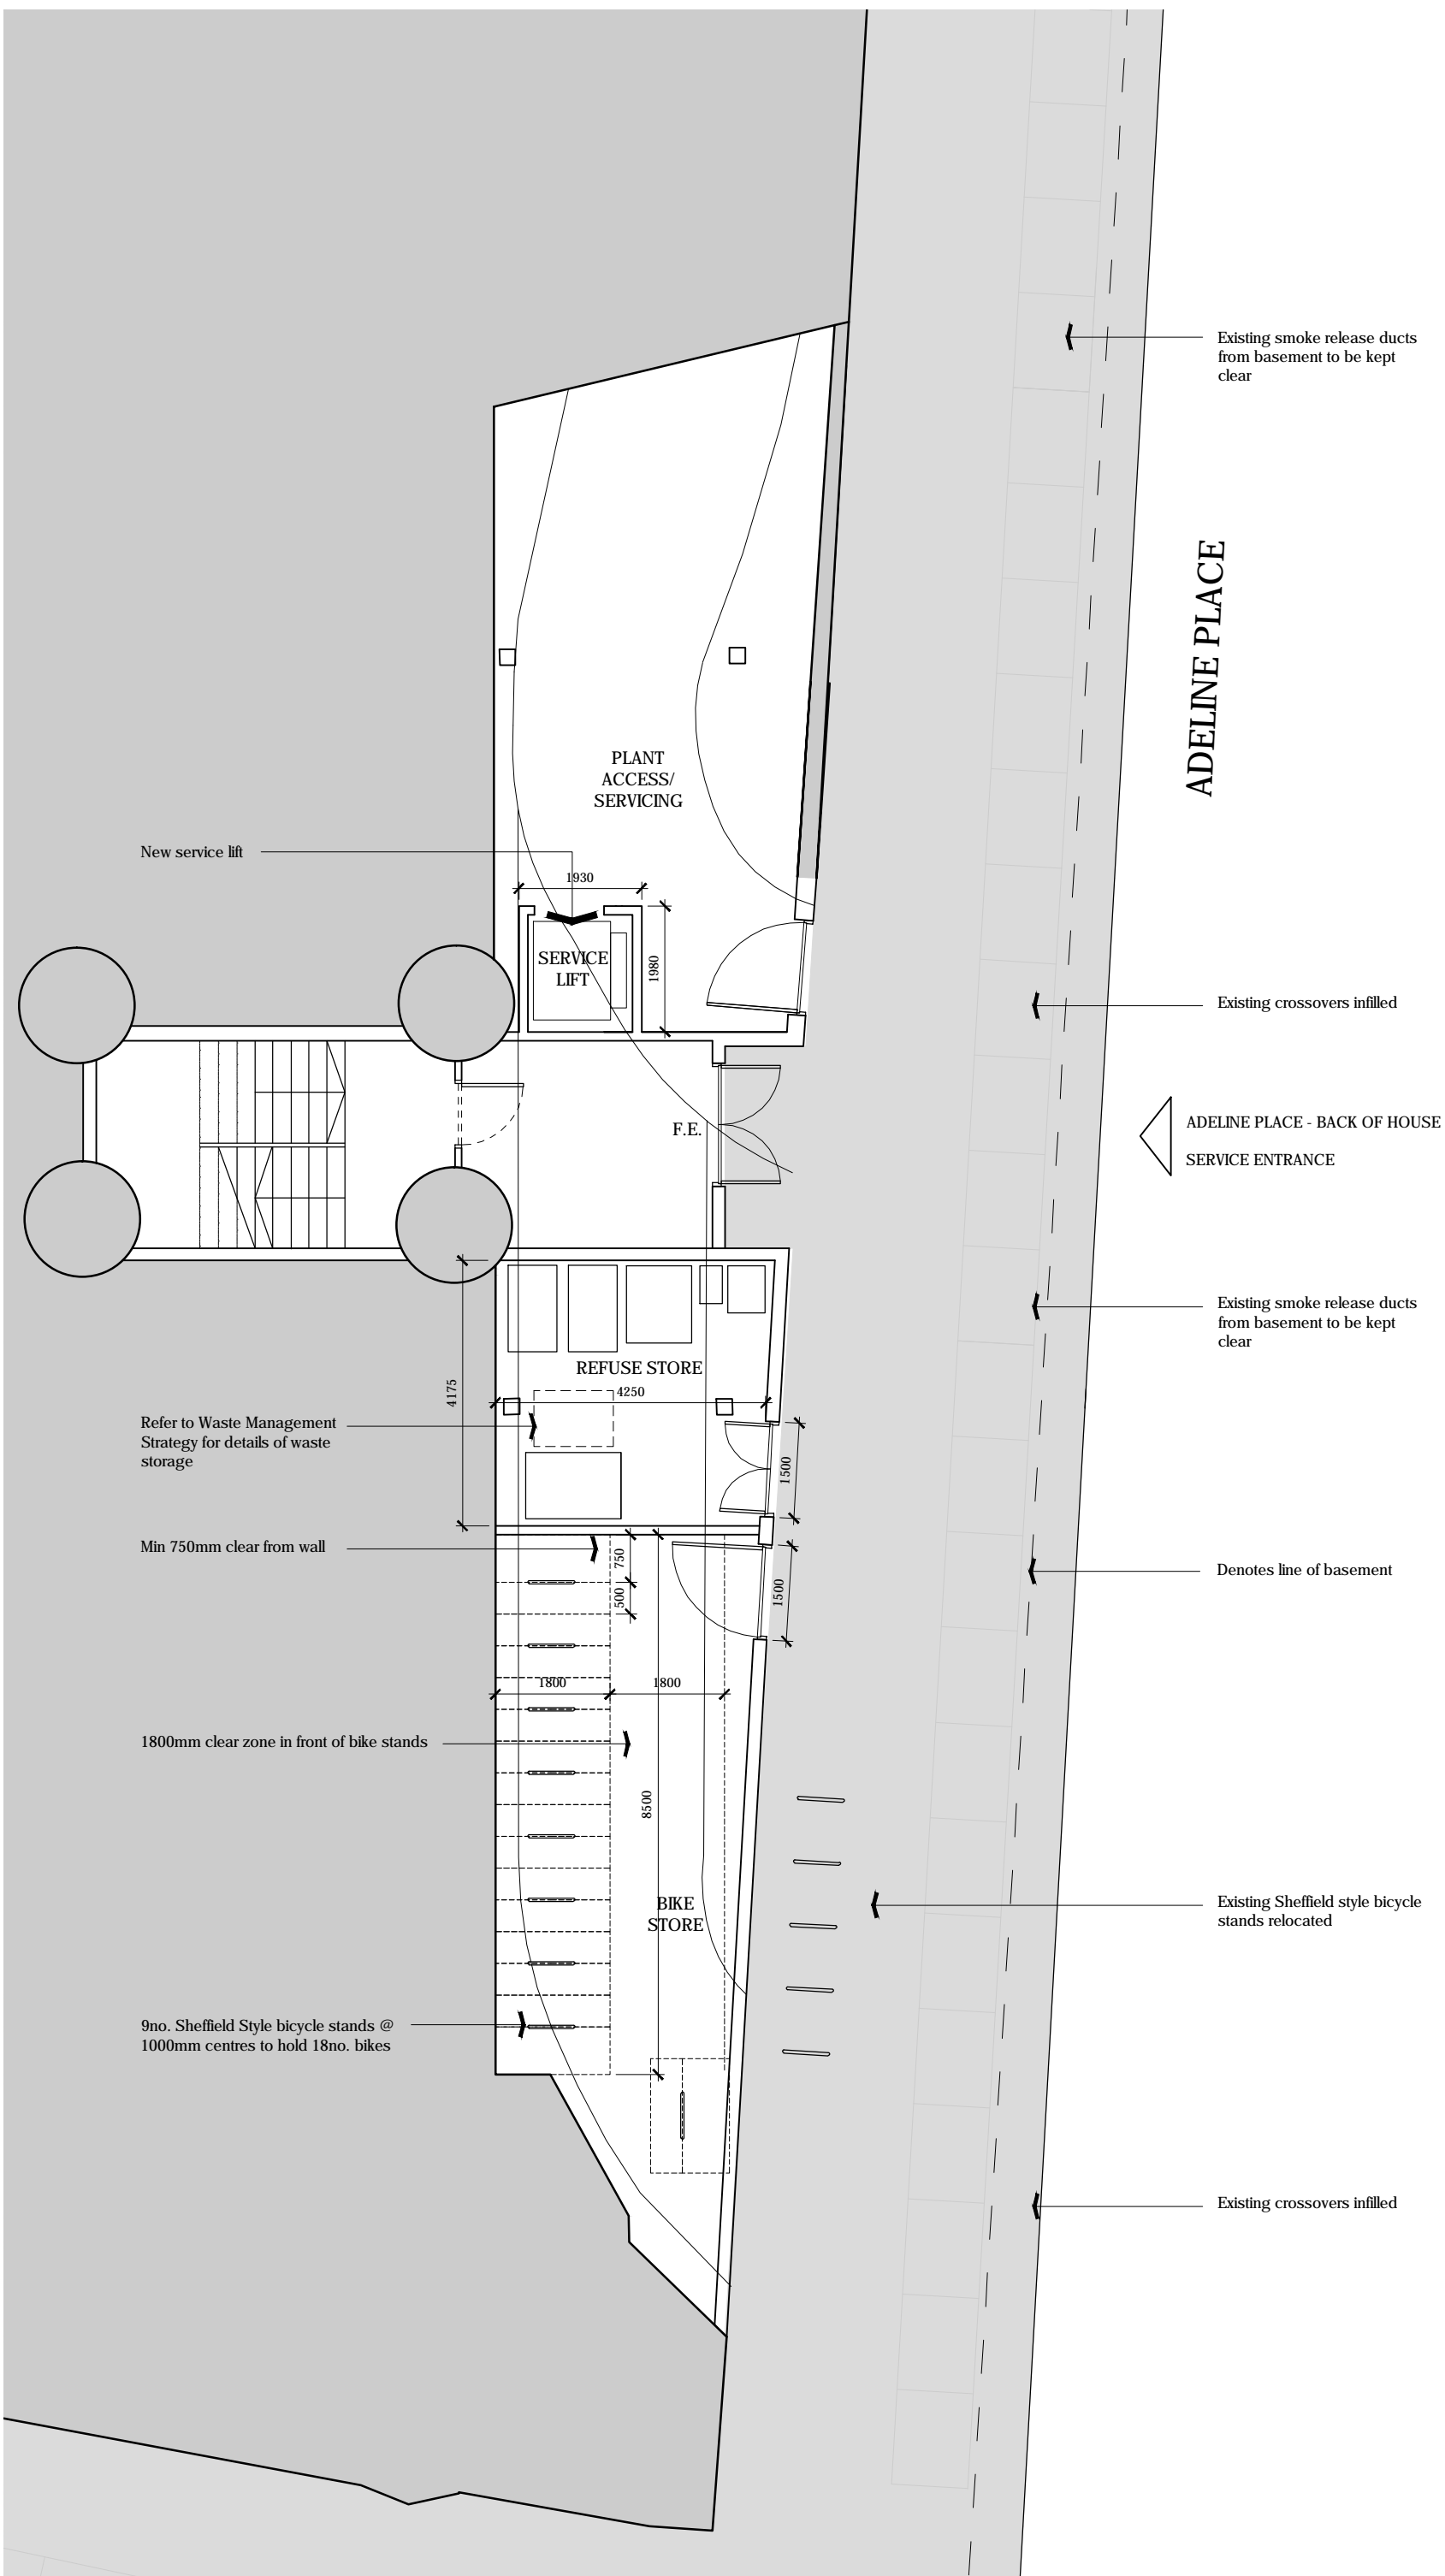 Existing smoke release ducts
from basement to be kept
clear
ADELINE PLACE
PLANT
ACCESS/
SERVICING
New service lift
1930
SERVICE
LIFT
1980
Existing crossovers infilled
F.E.
ADELINE PLACE - BACK OF HOUSE
SERVICE ENTRANCE
Existing smoke release ducts
from basement to be kept
clear
REFUSE STORE
4175
4250
Refer to Waste Management
Strategy for details of waste
storage
1500
Min 750mm clear from wall
750
500
1500
Denotes line of basement
1800
1800
1800mm clear zone in front of bike stands
8500
BIKE
STORE
Existing Sheffield style bicycle
stands relocated
9no. Sheffield Style bicycle stands @
1000mm centres to hold 18no. bikes
Existing crossovers infilled